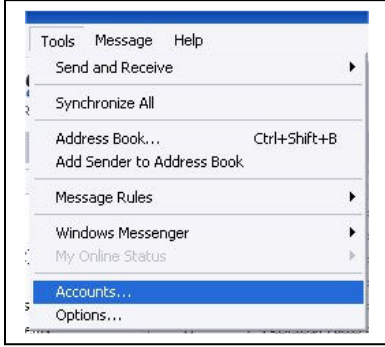 Tools Message Help
Send and Receive
Synchronize All
Address Book... Ctrl+Shift+B
Add Sender to Address Book
Message Rules
Windows Messenger
My Online Status
Accounts...
Options...